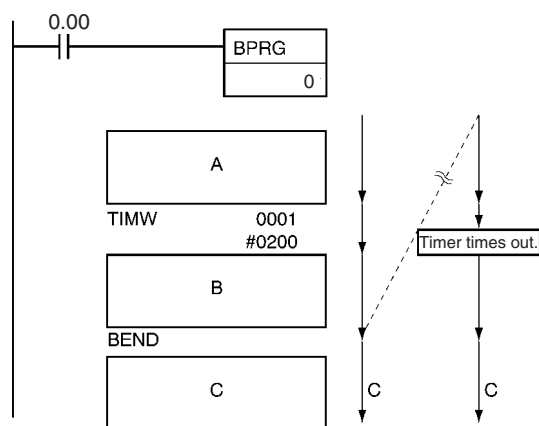 0.00
BPRG
0
A
TIMW 0001
#0200
Timer times out.
B
BEND
C
C
C